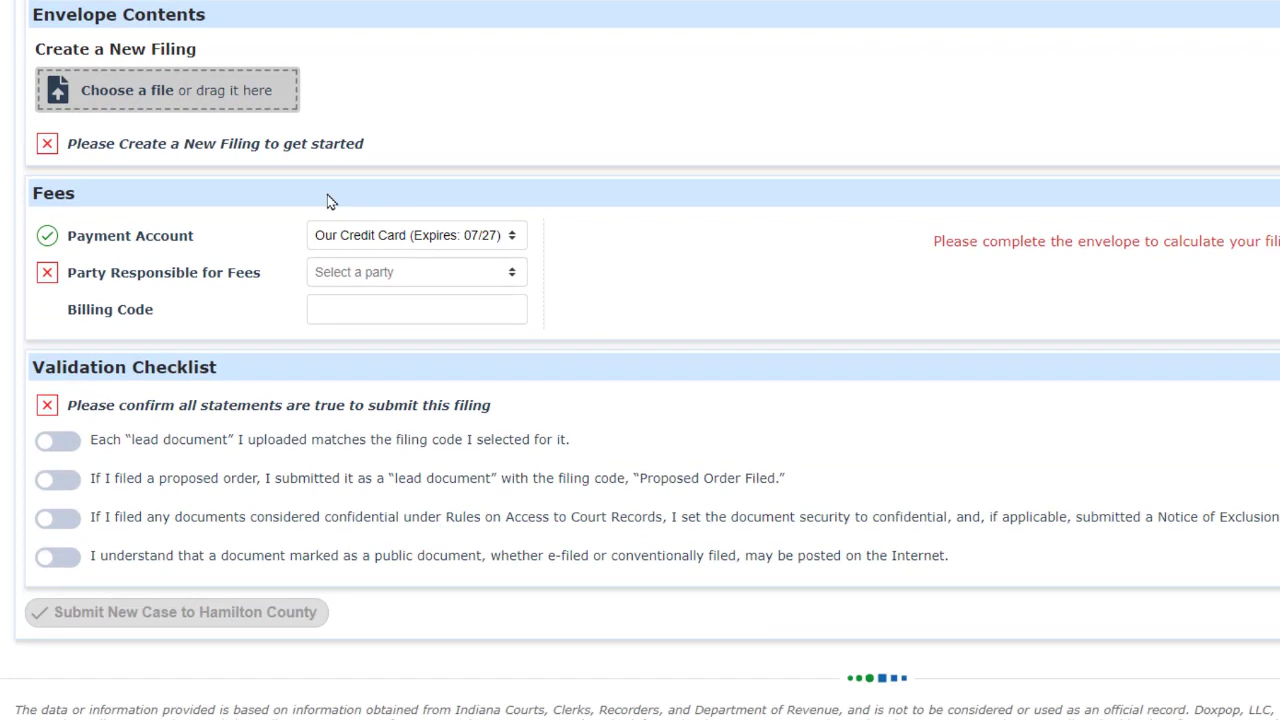 Envelope Contents
Create a New Filing
Choose a file or drag it here
Please Create a New Filing to get started
Fees
Payment Account
Our Credit Card (Expires: 07/27)
Please complete the envelope to calculate your
Party Responsible for Fees
Select a party
Billing Code
Validation Checklist
Please confirm all statements are true to submit this filing
Each “lead document” I uploaded matches the filing code I selected for it.
If I filed a proposed order, I submitted it as a “lead document” with the filing code, “Proposed Order Filed.”
If I filed any documents considered confidential under Rules on Access to Court Records, I set the document security to confidential, and, if applicable, submitted a Notice of Exclusion
I understand that a document marked as a public document, whether e-filed or conventionally filed, may be posted on the Internet.
Submit New Case to Hamilton County
The data or information provided is based on information obtained from Indiana Courts, Clerks, Recorders, and Department of Revenue, and is not to be considered or used as an official record. Doxpop, LLC,